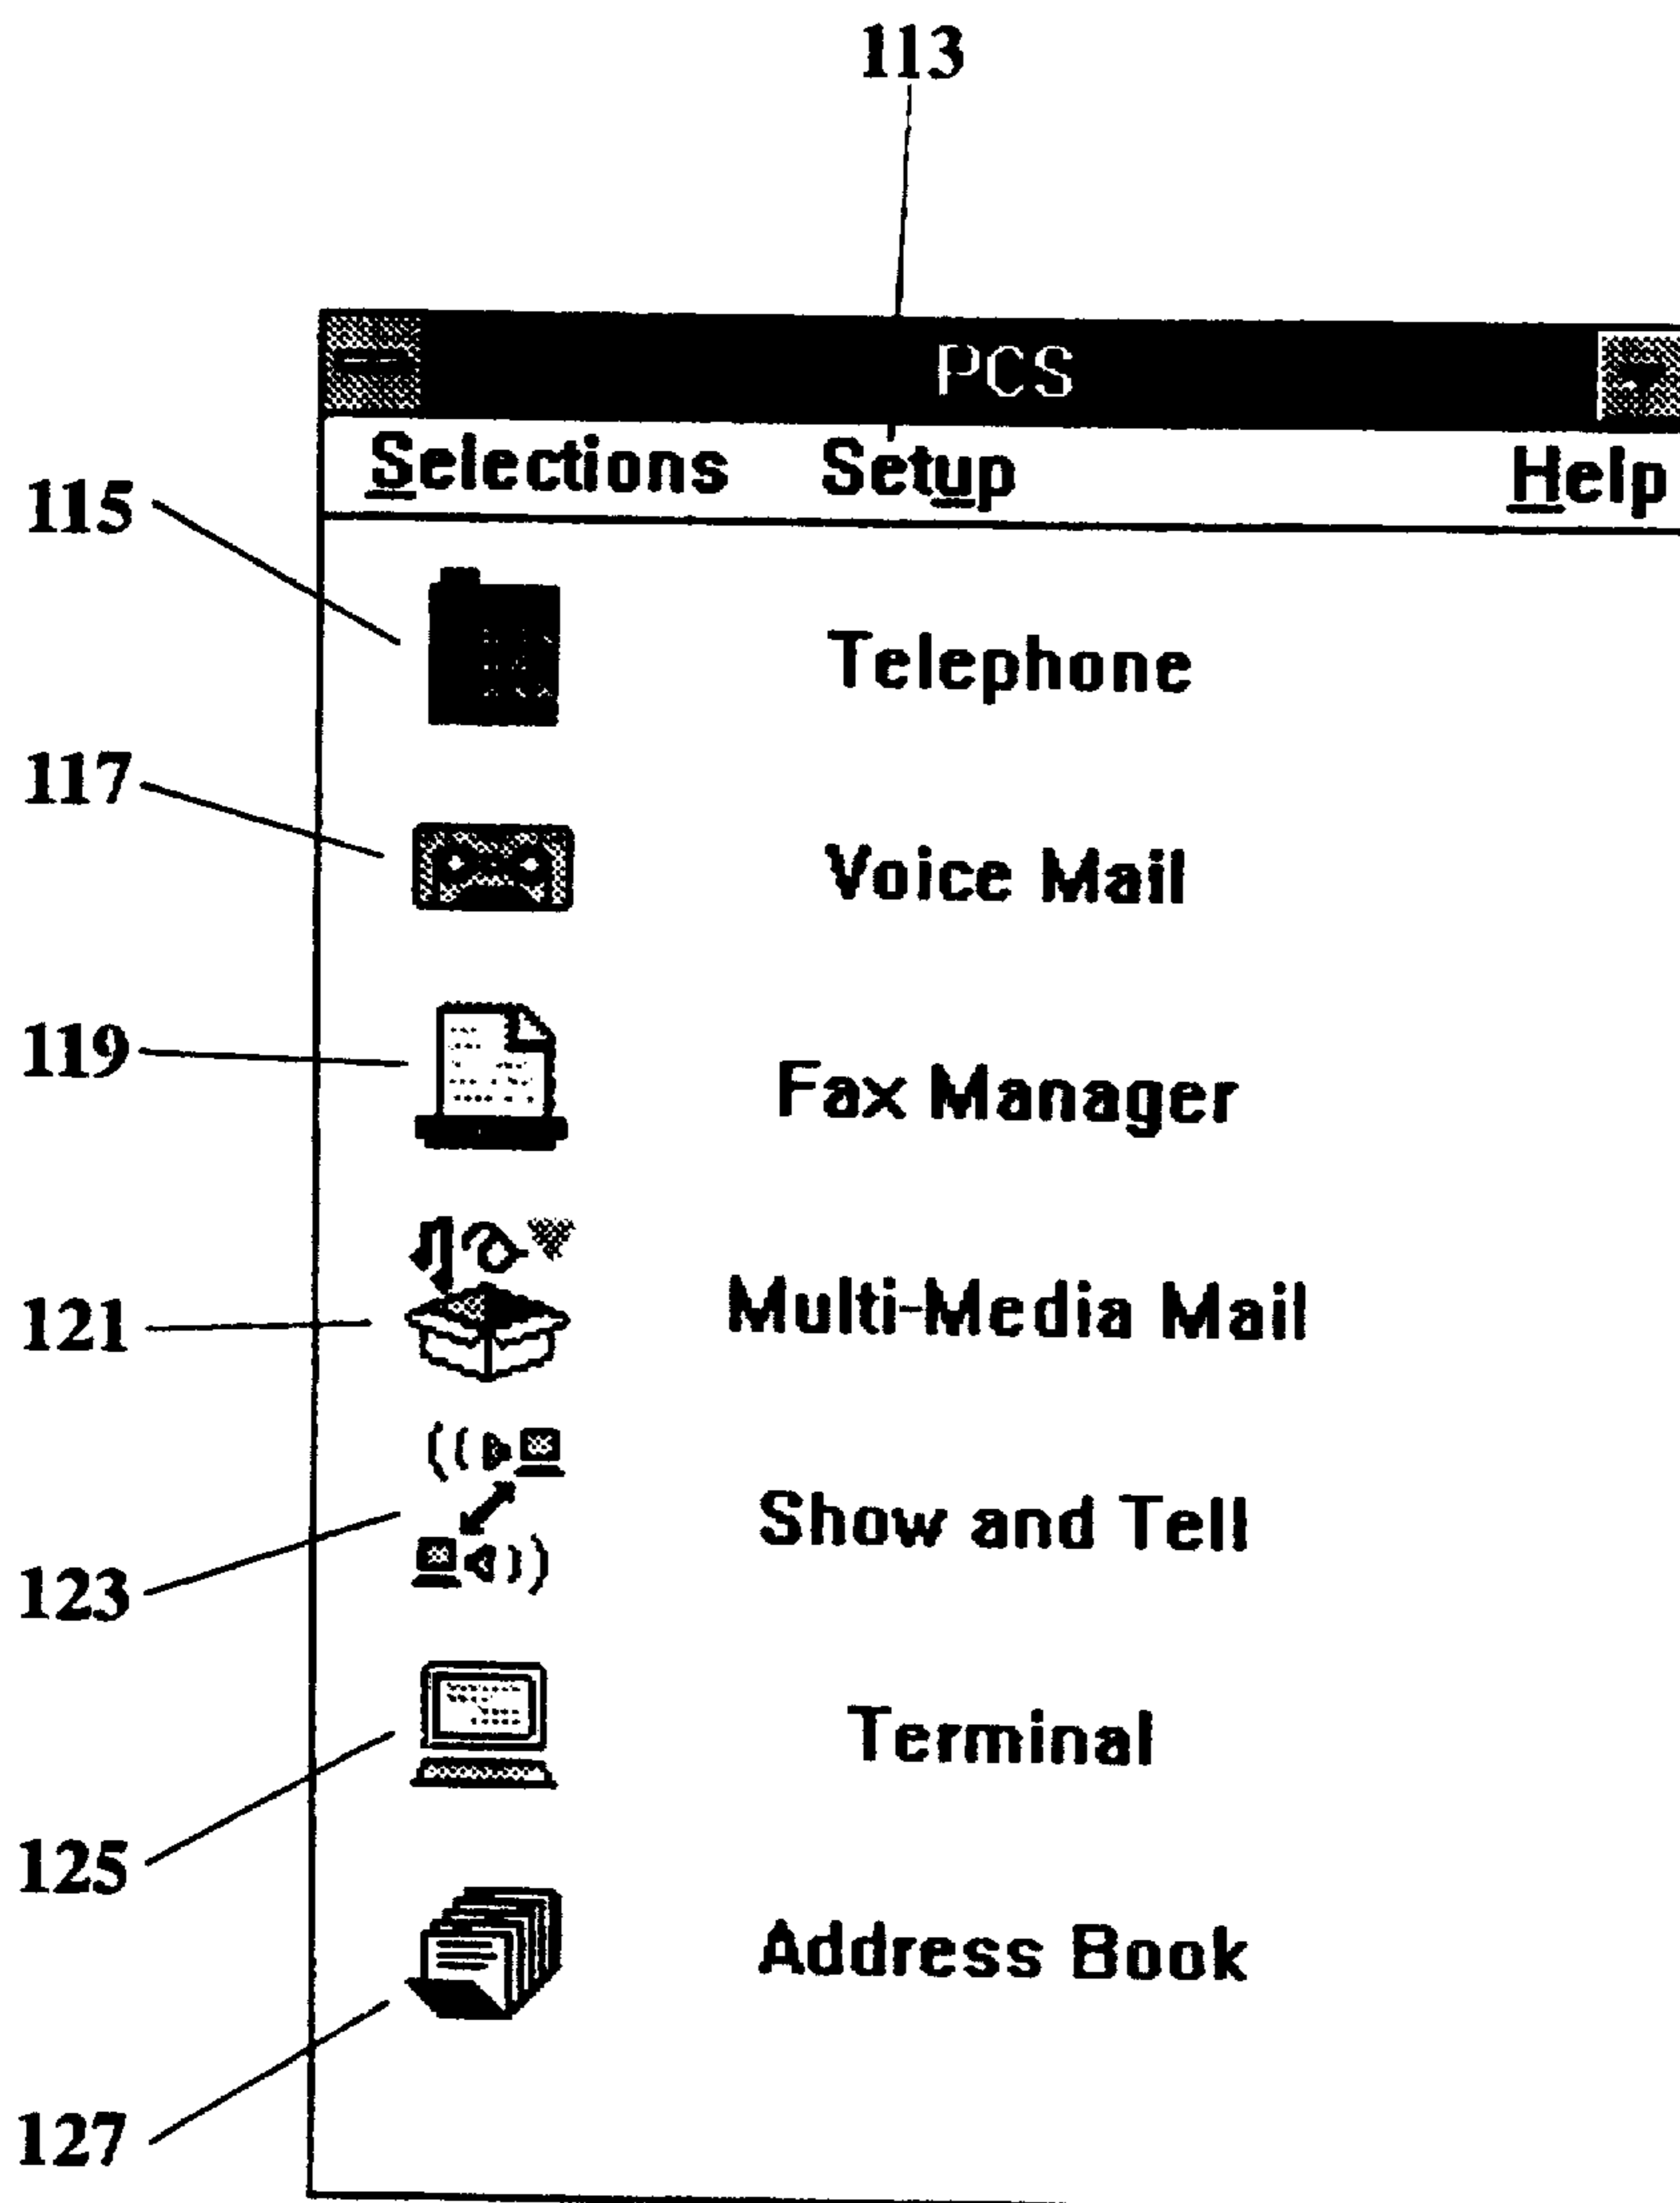 113
PCS
Selections Setup Help
115
Telephone
117
Voice Mail
119
Fax Manager
121
Multi-Media Mail
123
Show and Tell
125
Terminal
Address Book
127